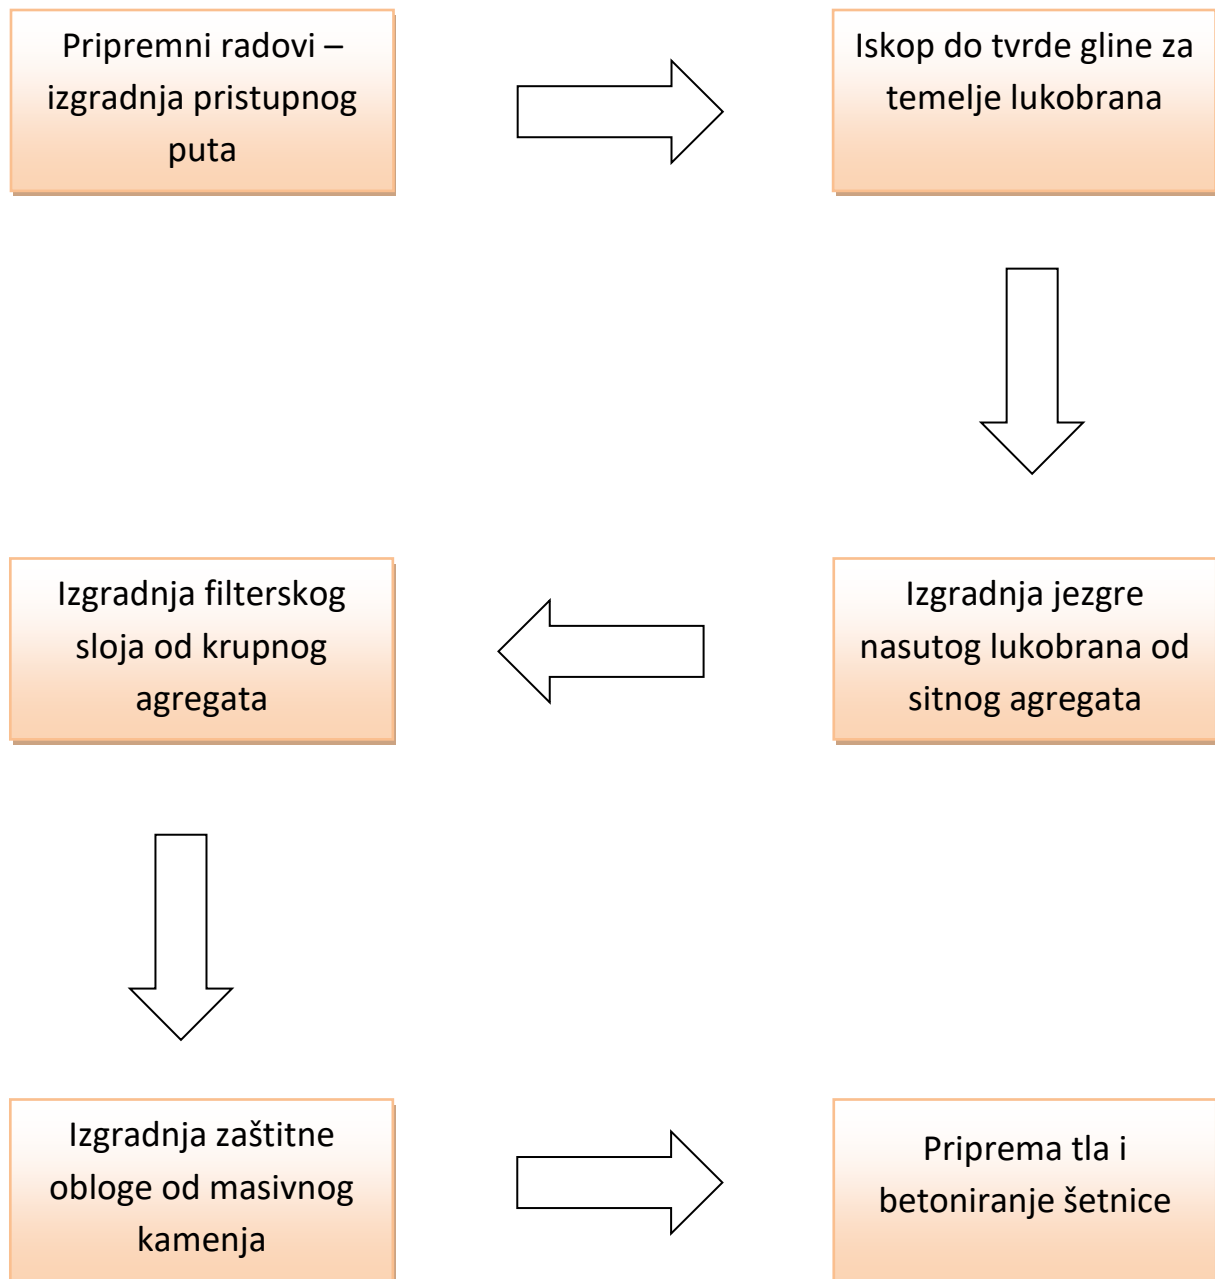 Pripremni radovi –
izgradnja pristupnog
puta
Iskop do tvrde gline za
temelje lukobrana
Izgradnja jezgre
nasutog lukobrana od
sitnog agregata
Izgradnja filterskog
sloja od krupnog
agregata
Izgradnja zaštitne
obloge od masivnog
kamenja
Priprema tla i
betoniranje šetnice